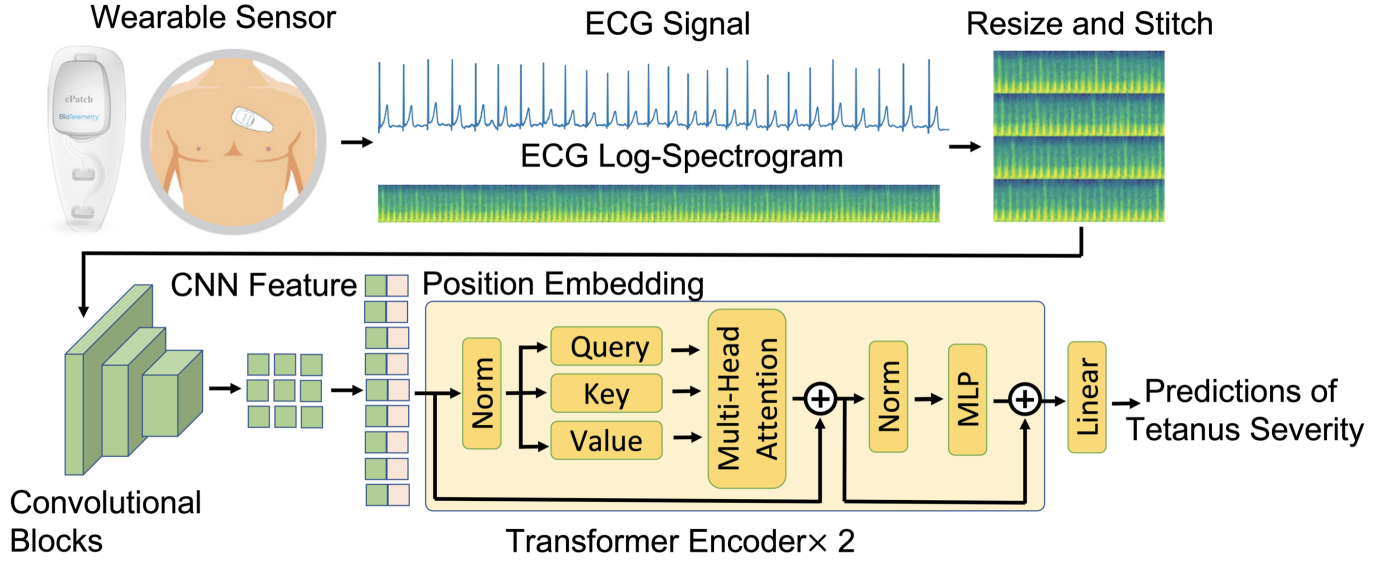 Wearable Sensor
ECG Signal
Resize and Stitch
ePatch
BioTelemetry
ECG Log-Spectrogram
CNN Feature
Position Embedding
Norm
Query
Key
Value
Multi-Head
Attention
+
Norm
MLP
+
Linear
Predictions of
Tetanus Severity
Convolutional
Blocks
Transformer Encoder× 2